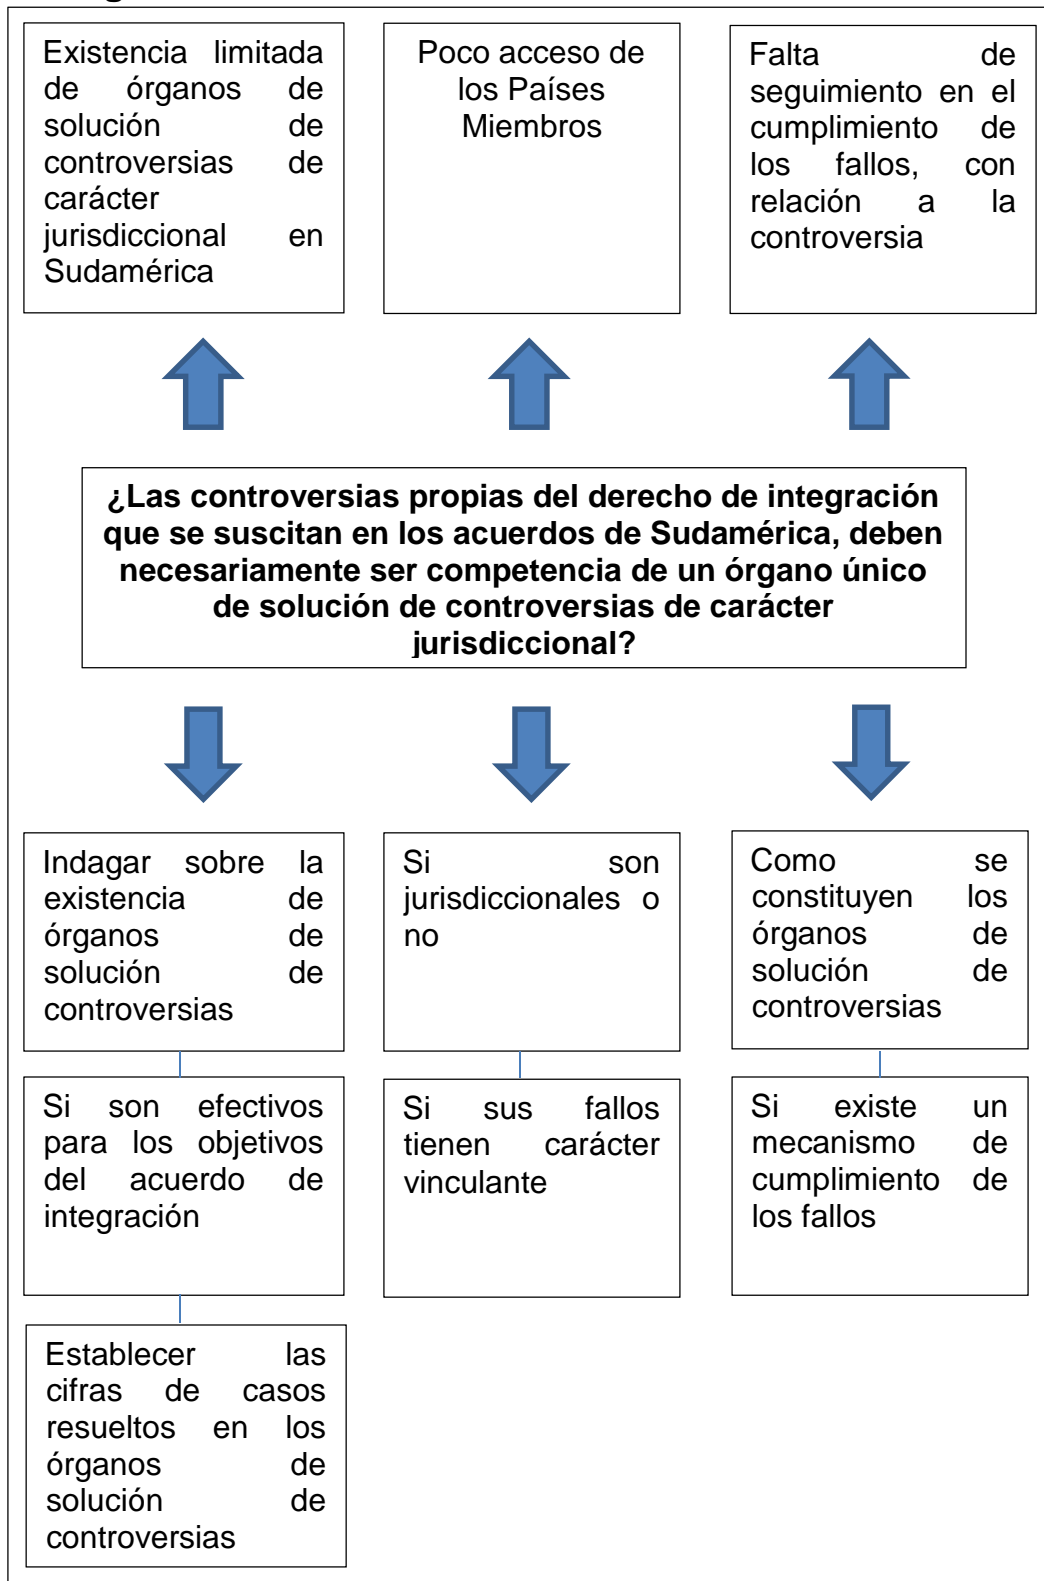 Existencia limitada
de órganos de
solución de
controversias de
carácter
jurisdiccional en
Sudamérica
Poco acceso de
los Países
Miembros
Falta de
seguimiento en el
cumplimiento de
los fallos, con
relación a la
controversia
¿Las controversias propias del derecho de integración
que se suscitan en los acuerdos de Sudamérica, deben
necesariamente ser competencia de un órgano único
de solución de controversias de carácter
jurisdiccional?
Indagar sobre la
existencia de
órganos de
solución de
controversias
Si son
jurisdiccionales o
no
Como se
constituyen los
órganos de
solución de
controversias
Si son efectivos
para los objetivos
del acuerdo de
integración
Si sus fallos
tienen carácter
vinculante
Si existe un
mecanismo de
cumplimiento de
los fallos
Establecer las
cifras de casos
resueltos en los
órganos de
solución de
controversias